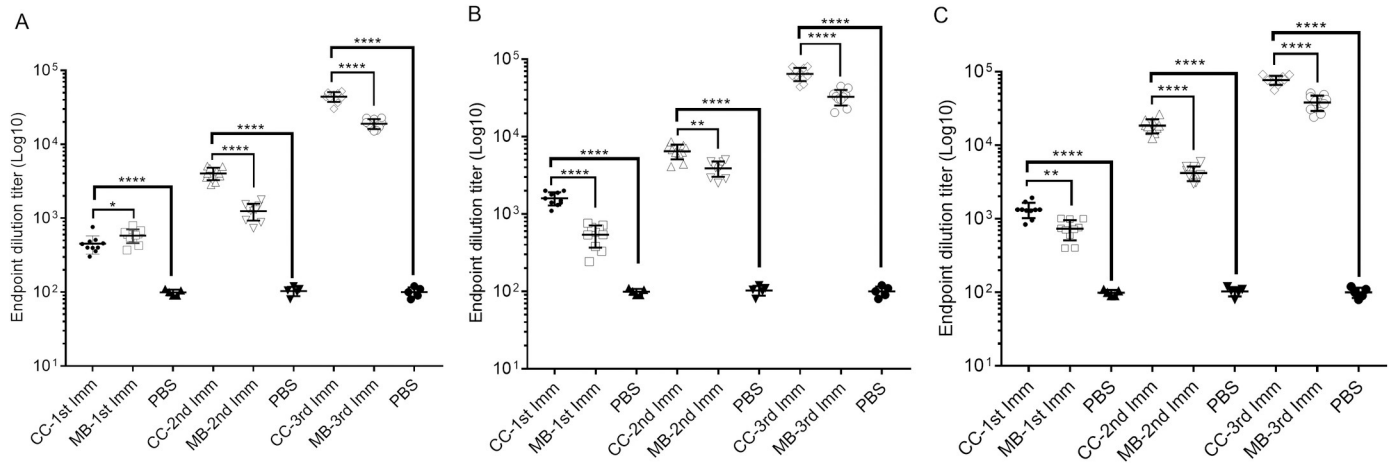 A
Endpoint dilution titer (Log10)
10^5
10^4
10^3
10^2
10^1
****
****
****
****
****
*
CC-1st Imm
MB-1st Imm
PBS
CC-2nd Imm
MB-2nd Imm
PBS
CC-3rd Imm
MB-3rd Imm
PBS
B
Endpoint dilution titer (Log10)
10^5
10^4
10^3
10^2
10^1
****
****
****
**
****
****
CC-1st Imm
MB-1st Imm
PBS
CC-2nd Imm
MB-2nd Imm
PBS
CC-3rd Imm
MB-3rd Imm
PBS
C
Endpoint dilution titer (Log10)
10^5
10^4
10^3
10^2
10^1
****
****
****
****
****
**
CC-1st Imm
MB-1st Imm
PBS
CC-2nd Imm
MB-2nd Imm
PBS
CC-3rd Imm
MB-3rd Imm
PBS